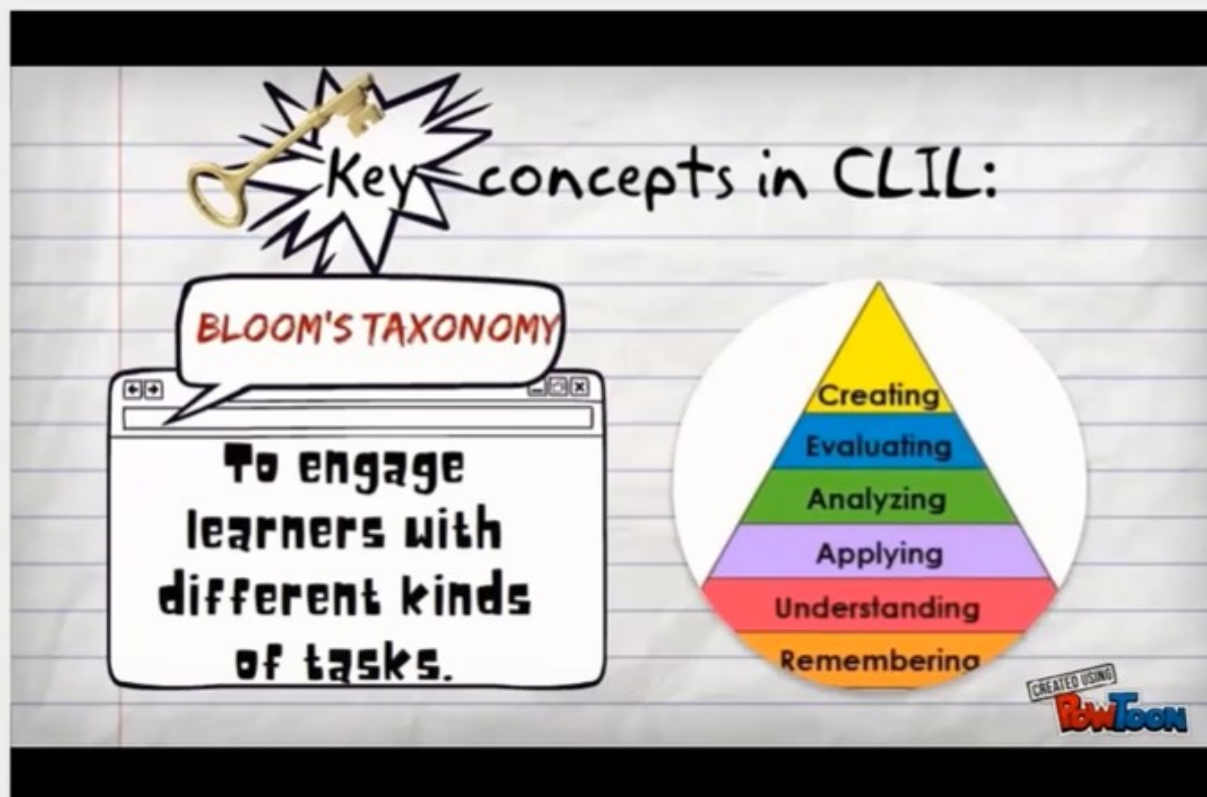 Key concepts in CLIL:
BLOOM'S TAXONOMY
To engage
learners with
different kinds
of tasks.
Creating
Evaluating
Analyzing
Applying
Understanding
Remembering
CREATED USING
POWTOON